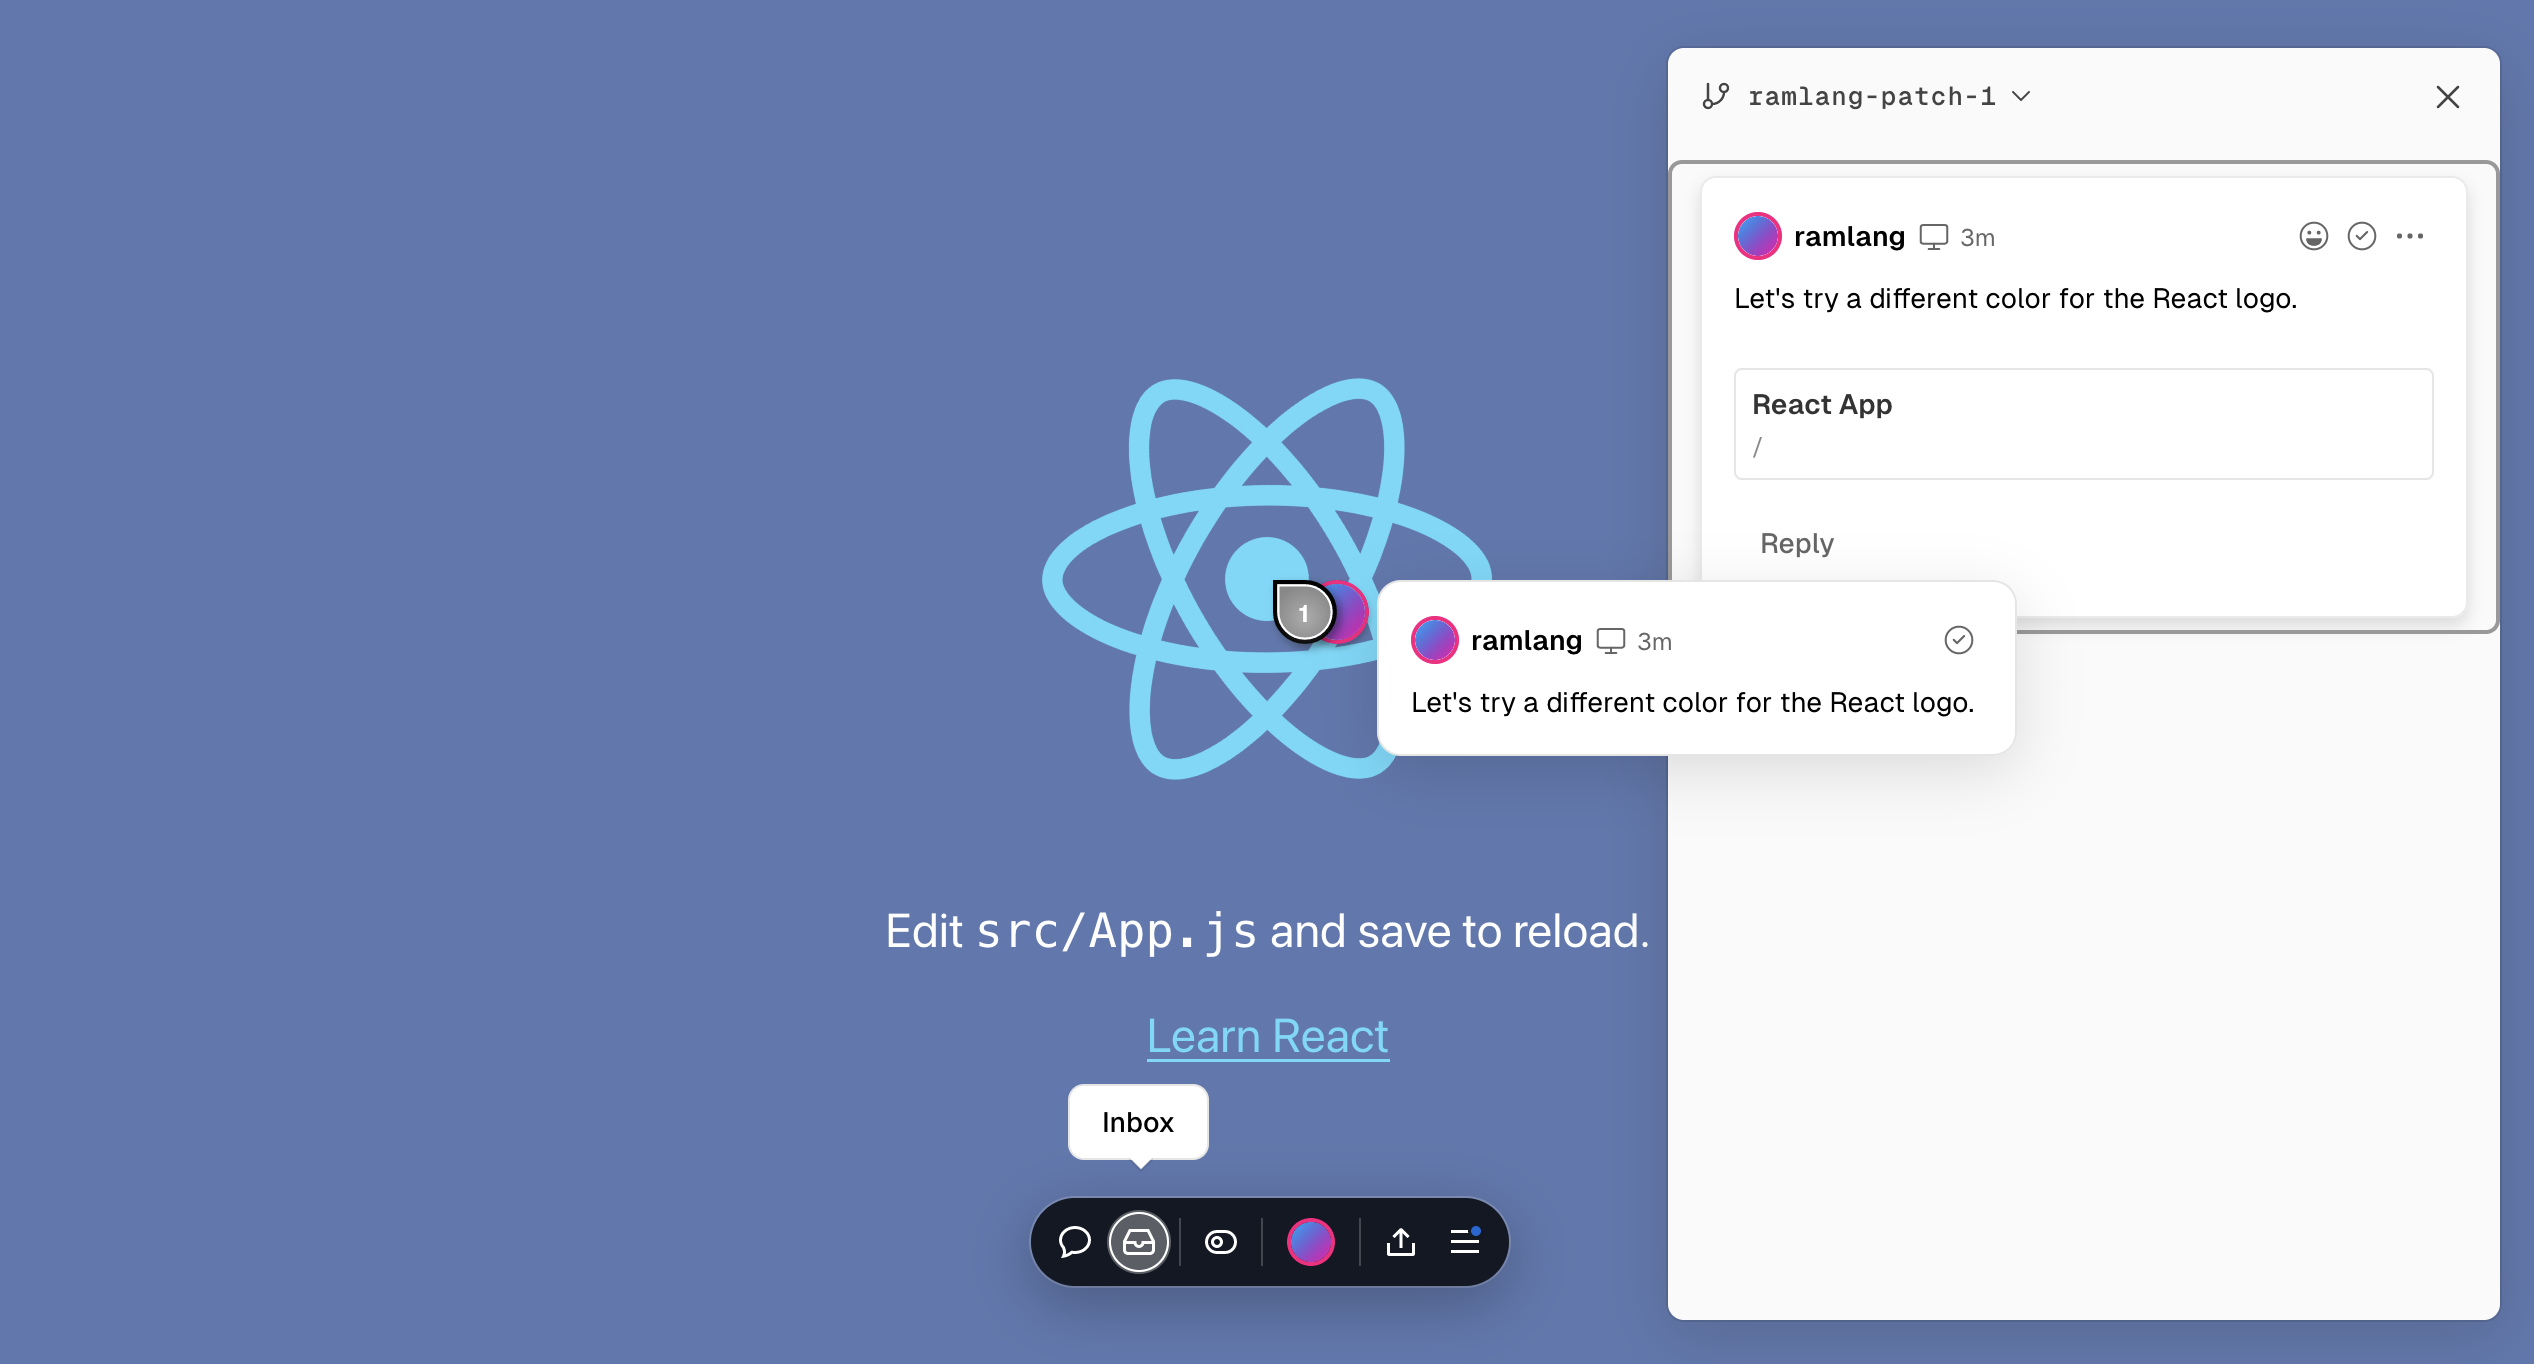 ramlang-patch-1
ramlang 3m
Let's try a different color for the React logo.
React App
/
Reply
1
ramlang 3m
Let's try a different color for the React logo.
Edit src/App.js and save to reload.
Learn React
Inbox